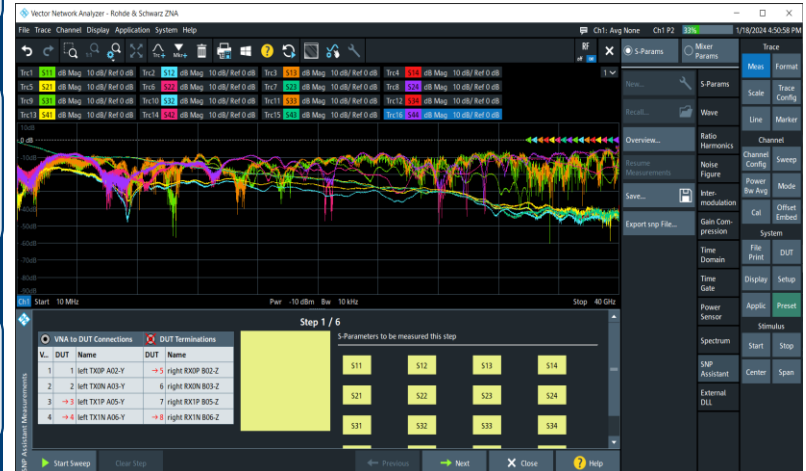 Vector Network Analyzer - Rohde & Schwarz ZNA
File Trace Channel Display Application System Help
Ch1: Avg None Ch1 P2 33% 1/18/2024 4:50:58 PM
Trc+ Mkr+ RF off
Trc1 S11 dB Mag 10 dB/ Ref 0 dB Trc2 S12 dB Mag 10 dB/ Ref 0 dB Trc3 S13 dB Mag 10 dB/ Ref 0 dB Trc4 S14 dB Mag 10 dB/ Ref 0 dB 1
Trc5 S21 dB Mag 10 dB/ Ref 0 dB Trc6 S22 dB Mag 10 dB/ Ref 0 dB Trc7 S23 dB Mag 10 dB/ Ref 0 dB Trc8 S24 dB Mag 10 dB/ Ref 0 dB
Trc9 S31 dB Mag 10 dB/ Ref 0 dB Trc10 S32 dB Mag 10 dB/ Ref 0 dB Trc11 S33 dB Mag 10 dB/ Ref 0 dB Trc12 S34 dB Mag 10 dB/ Ref 0 dB
Trc13 S41 dB Mag 10 dB/ Ref 0 dB Trc14 S42 dB Mag 10 dB/ Ref 0 dB Trc15 S43 dB Mag 10 dB/ Ref 0 dB Trc16 S44 dB Mag 10 dB/ Ref 0 dB
10dB
0 dB
-10dB
-50dB
-60dB
-80dB
-90dB
Ch1 Start 10 MHz Pwr -10 dBm Bw 10 kHz Stop 40 GHz
SNP Assistant Measurements
Step 1 / 6
VNA to DUT Connections
DUT Terminations
V... DUT Name DUT Name
1 1 left TX0P A02-Y → 5 right RX0P B02-Z
2 2 left TX0N A03-Y 6 right RX0N B03-Z
3 → 3 left TX1P A05-Y 7 right RX1P B05-Z
4 → 4 left TX1N A06-Y → 8 right RX1N B06-Z
S-Parameters to be measured this step
S11 S12 S13 S14
S21 S22 S23 S24
S31 S32 S33 S34
Start Sweep Clear Step ← Previous → Next X Close ? Help
S-Params
Mixer Params
New...
Recall...
Overview...
Resume Measurements
Save...
Export snp File...
S-Params
Wave
Ratio Harmonics
Noise Figure
Inter-modulation
Gain Com-pression
Time Domain
Time Gate
Power Sensor
Spectrum
SNP Assistant
External DLL
Trace
Meas Format
Scale Trace Config
Line Marker
Channel
Channel Config Sweep
Power Bw Avg Mode
Cal Offset Embed
System
File Print DUT
Display Setup
Applic Preset
Stimulus
Start Stop
Center Span